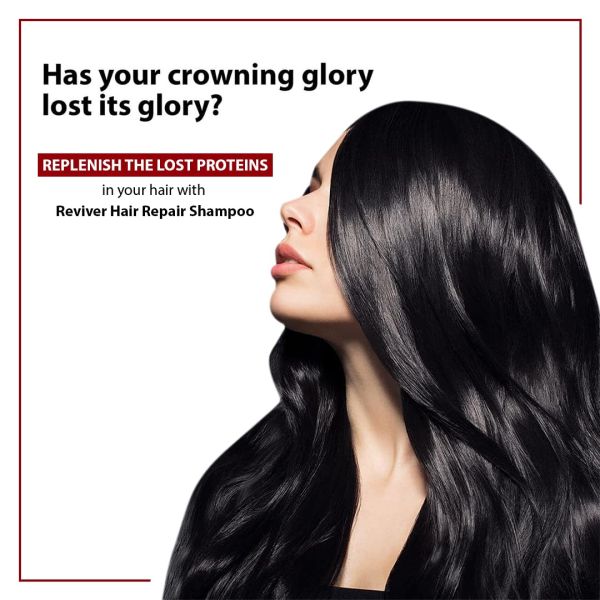 Has your crowning glory
lost its glory?
REPLENISH THE LOST PROTEINS
in your hair with
Reviver Hair Repair Shampoo